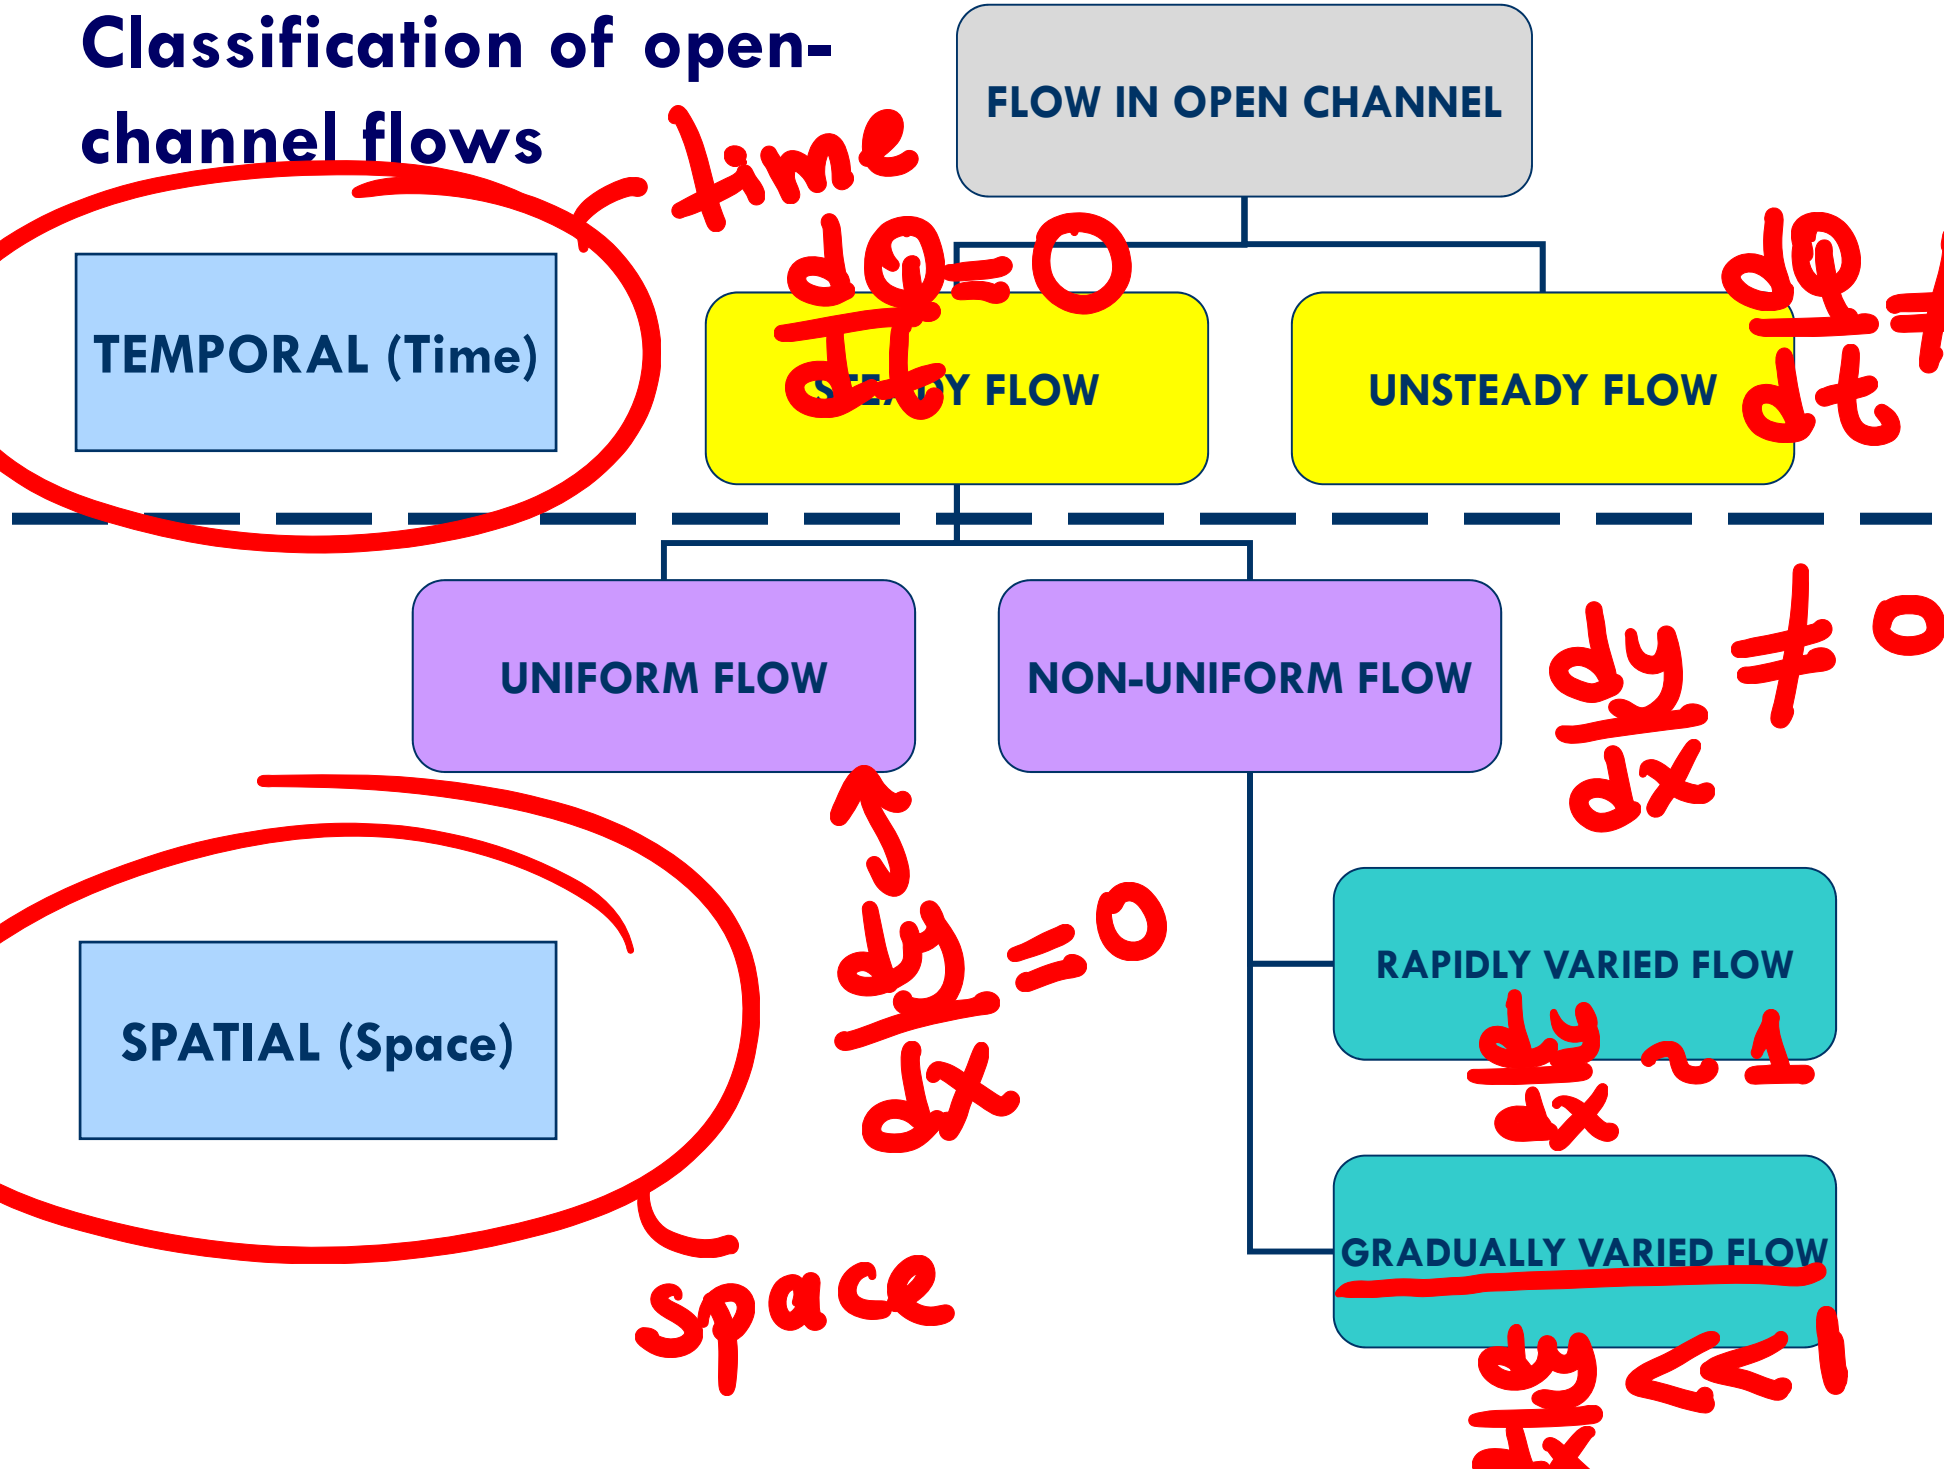 Classification of open-
channel flows
FLOW IN OPEN CHANNEL
time
TEMPORAL (Time)
dQ/dt = 0
STEADY FLOW
UNSTEADY FLOW
dQ/dt ≠
UNIFORM FLOW
NON-UNIFORM FLOW
dy/dx ≠ 0
dy/dx = 0
SPATIAL (Space)
space
RAPIDLY VARIED FLOW
dy/dx ~ 1
GRADUALLY VARIED FLOW
dy/dx << 1